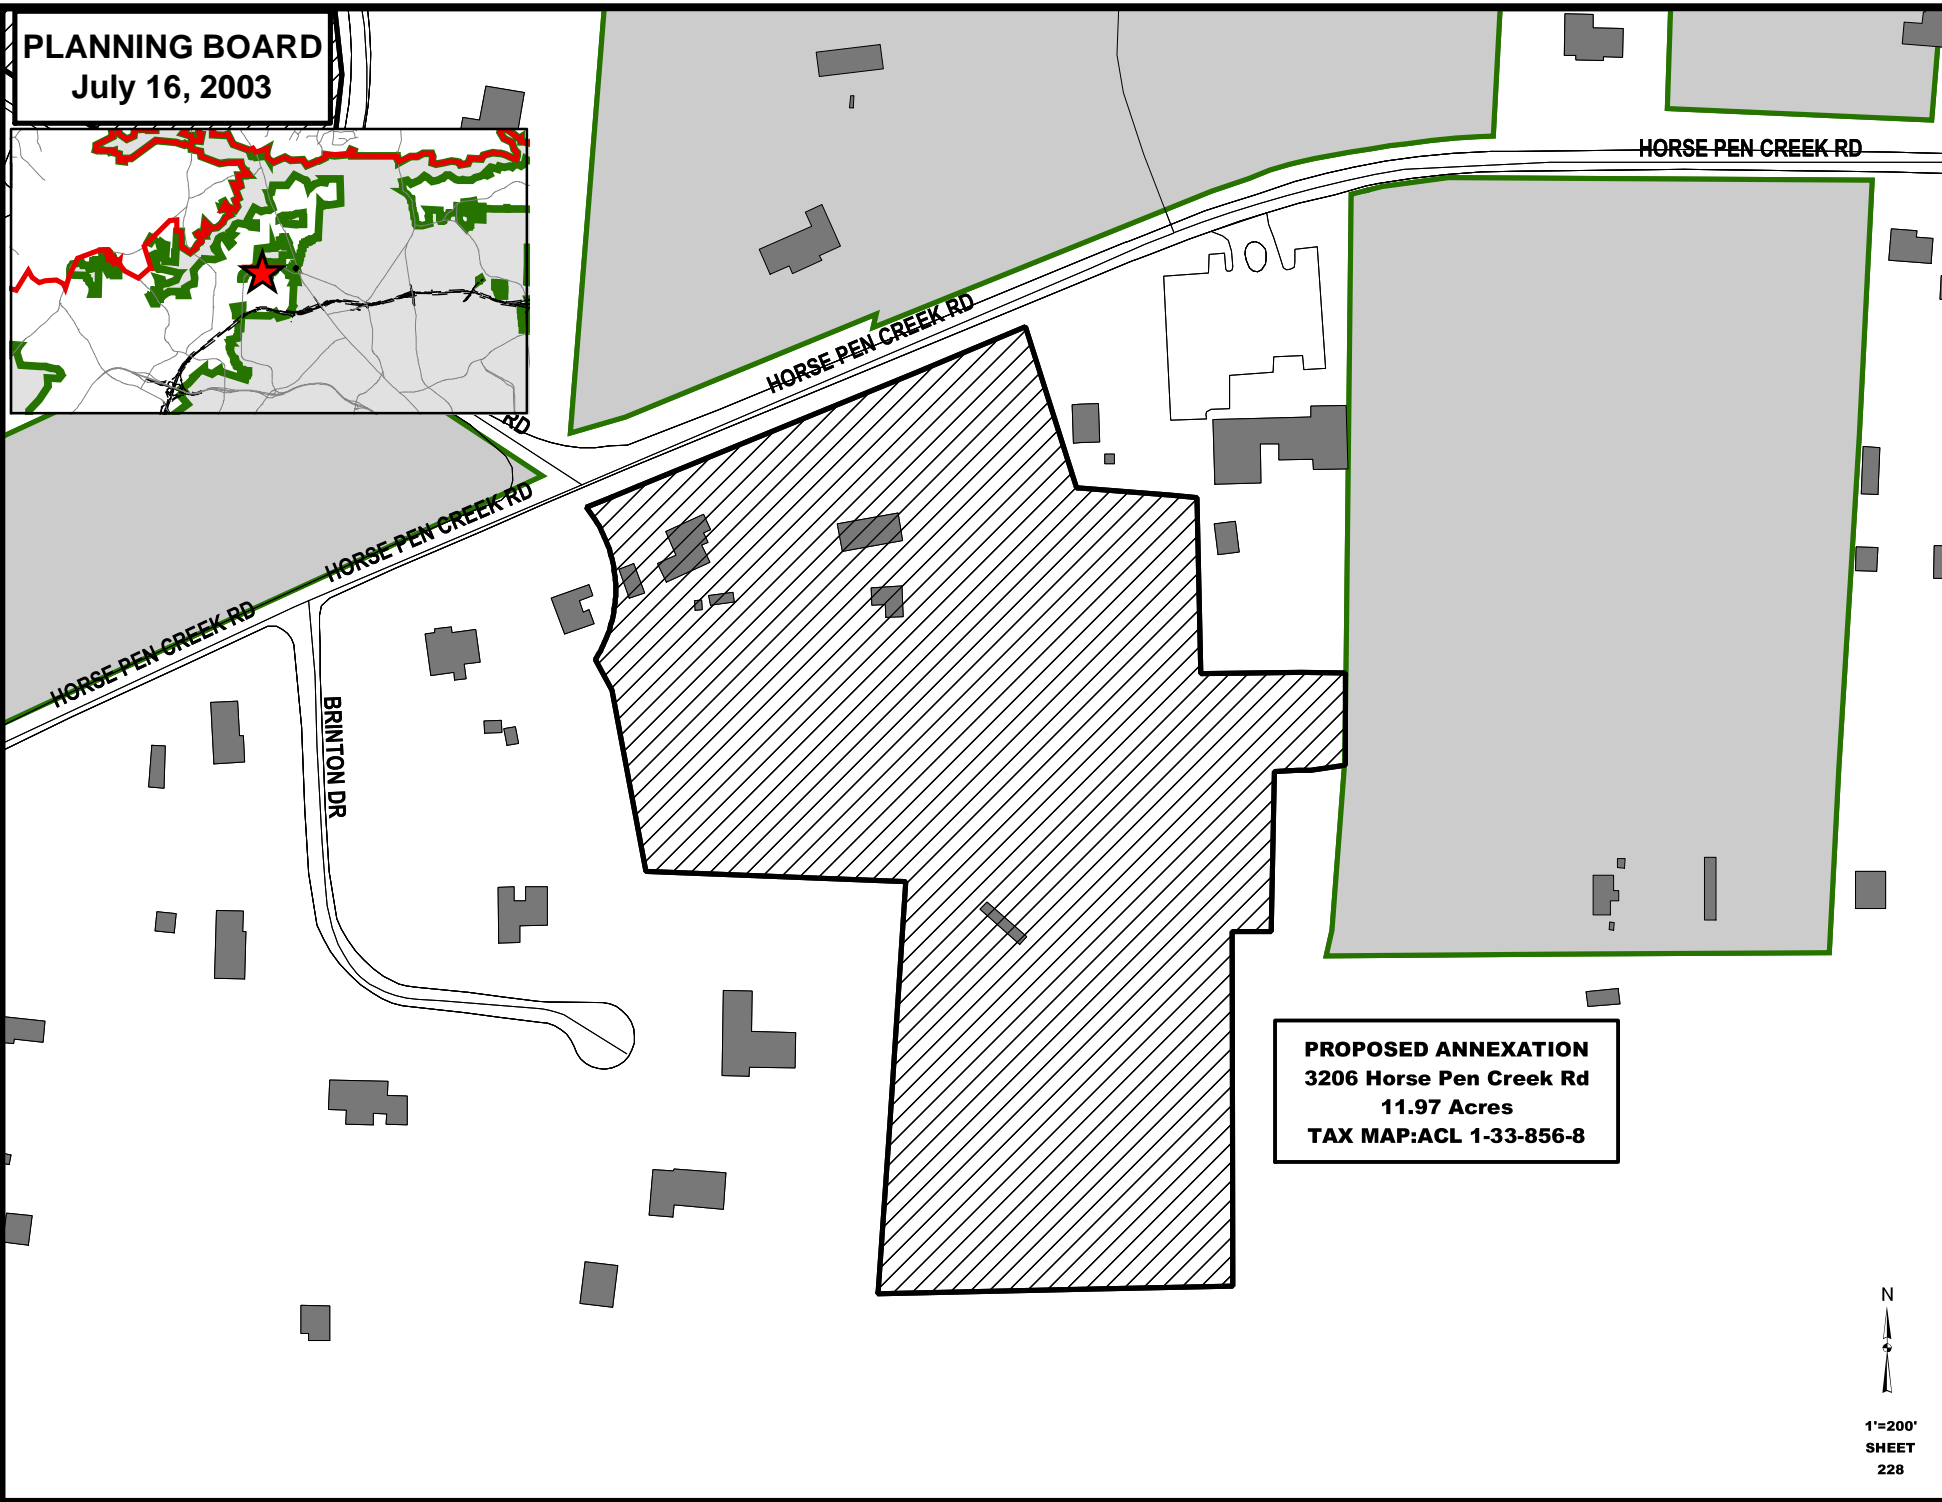 PLANNING BOARD
July 16, 2003
HORSE PEN CREEK RD
HORSE PEN CREEK RD
RD
HORSE PEN CREEK RD
HORSE PEN CREEK RD
BRINTON DR
PROPOSED ANNEXATION
3206 Horse Pen Creek Rd
11.97 Acres
TAX MAP:ACL 1-33-856-8
N
1'=200'
SHEET
228